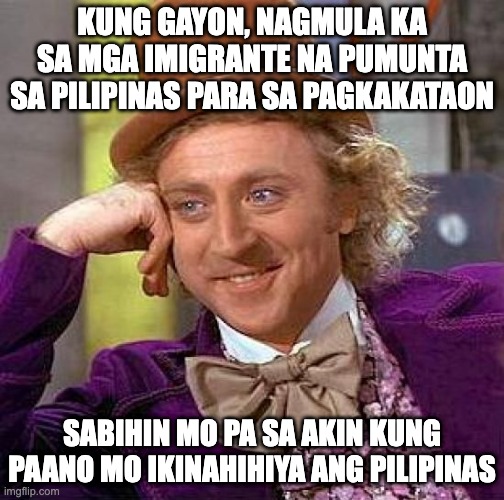 KUNG GAYON, NAGMULA KA
SA MGA IMIGRANTE NA PUMUNTA
SA PILIPINAS PARA SA PAGKAKATAON
SABIHIN MO PA SA AKIN KUNG
PAANO MO IKINAHIHIYA ANG PILIPINAS
imgflip.com